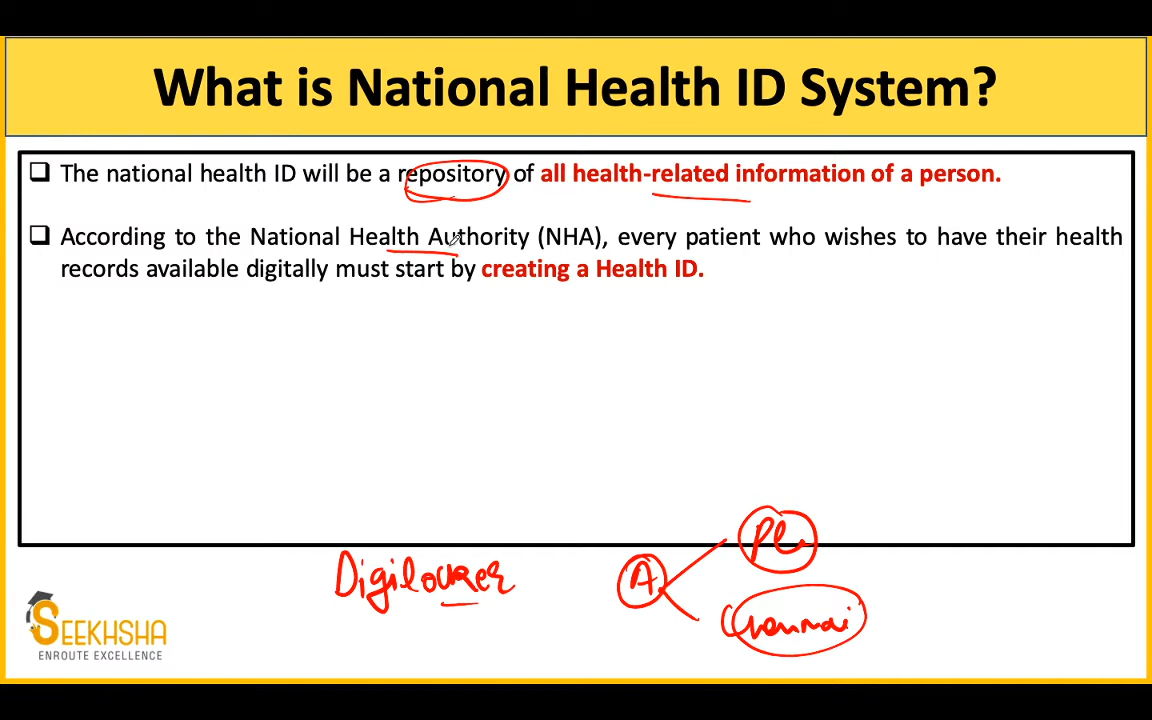 What is National Health ID System?
The national health ID will be a repository of all health-related information of a person.
According to the National Health Authority (NHA), every patient who wishes to have their health
records available digitally must start by creating a Health ID.
Digilocker
A
Chennai
SEEKHSHA
ENROUTE EXCELLENCE